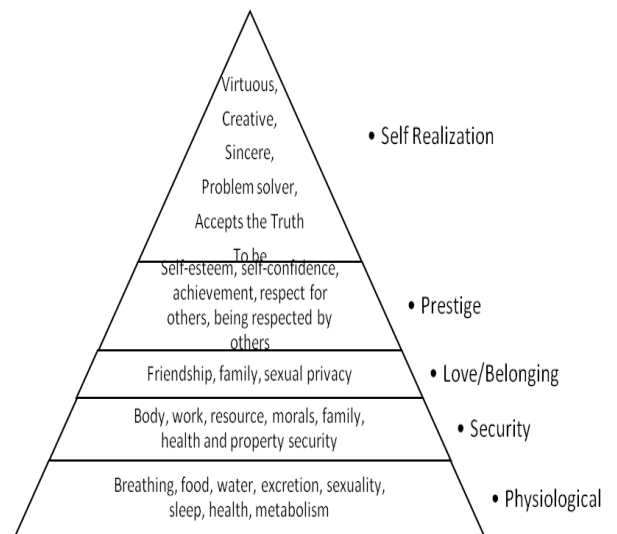 Virtuous,
Creative,
Sincere,
Problem solver,
Accepts the Truth
To be
• Self Realization
Self-esteem, self-confidence,
achievement, respect for
others, being respected by
others
• Prestige
Friendship, family, sexual privacy
• Love/Belonging
Body, work, resource, morals, family,
health and property security
• Security
Breathing, food, water, excretion, sexuality,
sleep, health, metabolism
• Physiological